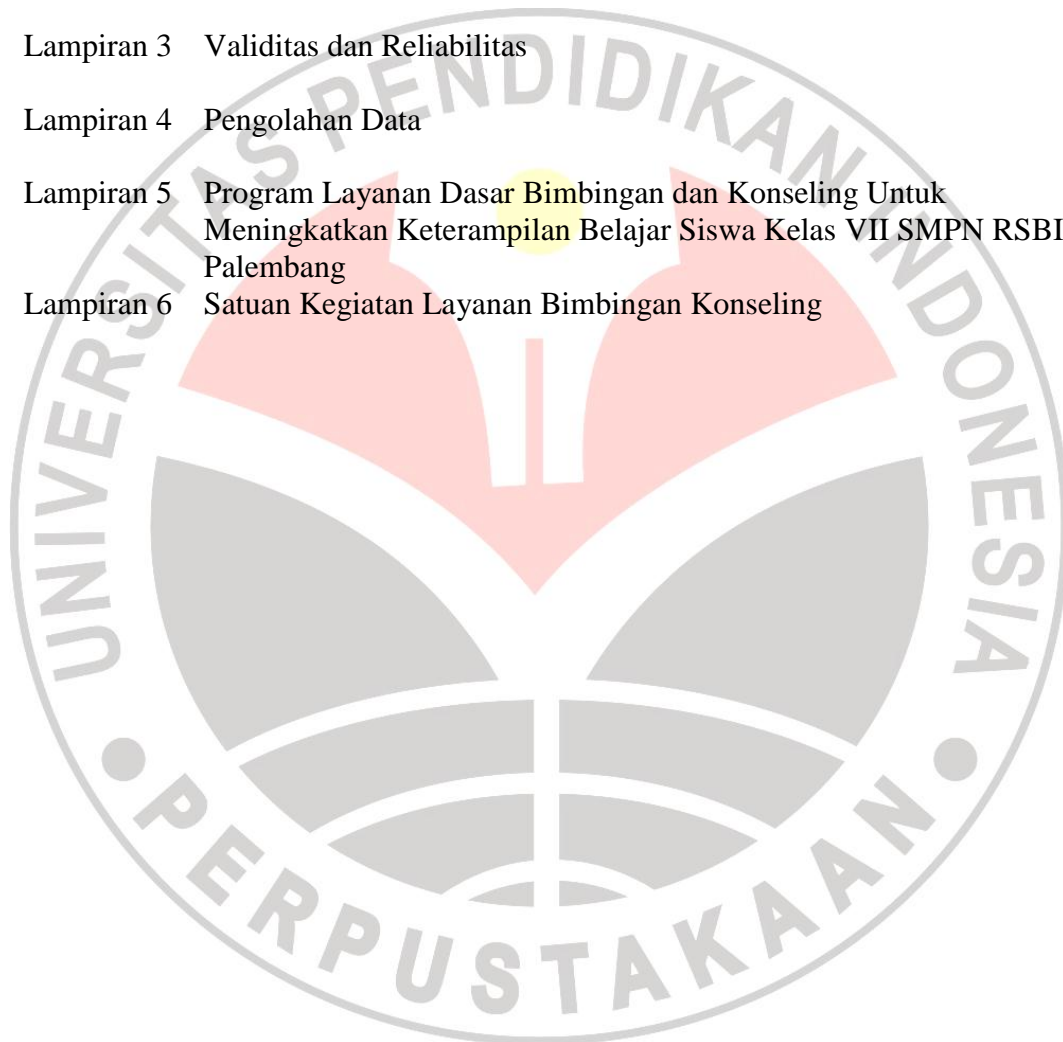 Lampiran 3 Validitas dan Reliabilitas
Lampiran 4 Pengolahan Data
Lampiran 5 Program Layanan Dasar Bimbingan dan Konseling Untuk
Meningkatkan Keterampilan Belajar Siswa Kelas VII SMPN RSBI
Palembang
Lampiran 6 Satuan Kegiatan Layanan Bimbingan Konseling
UNIVERSITAS PENDIDIKAN INDONESIA
PERPUSTAKAAN